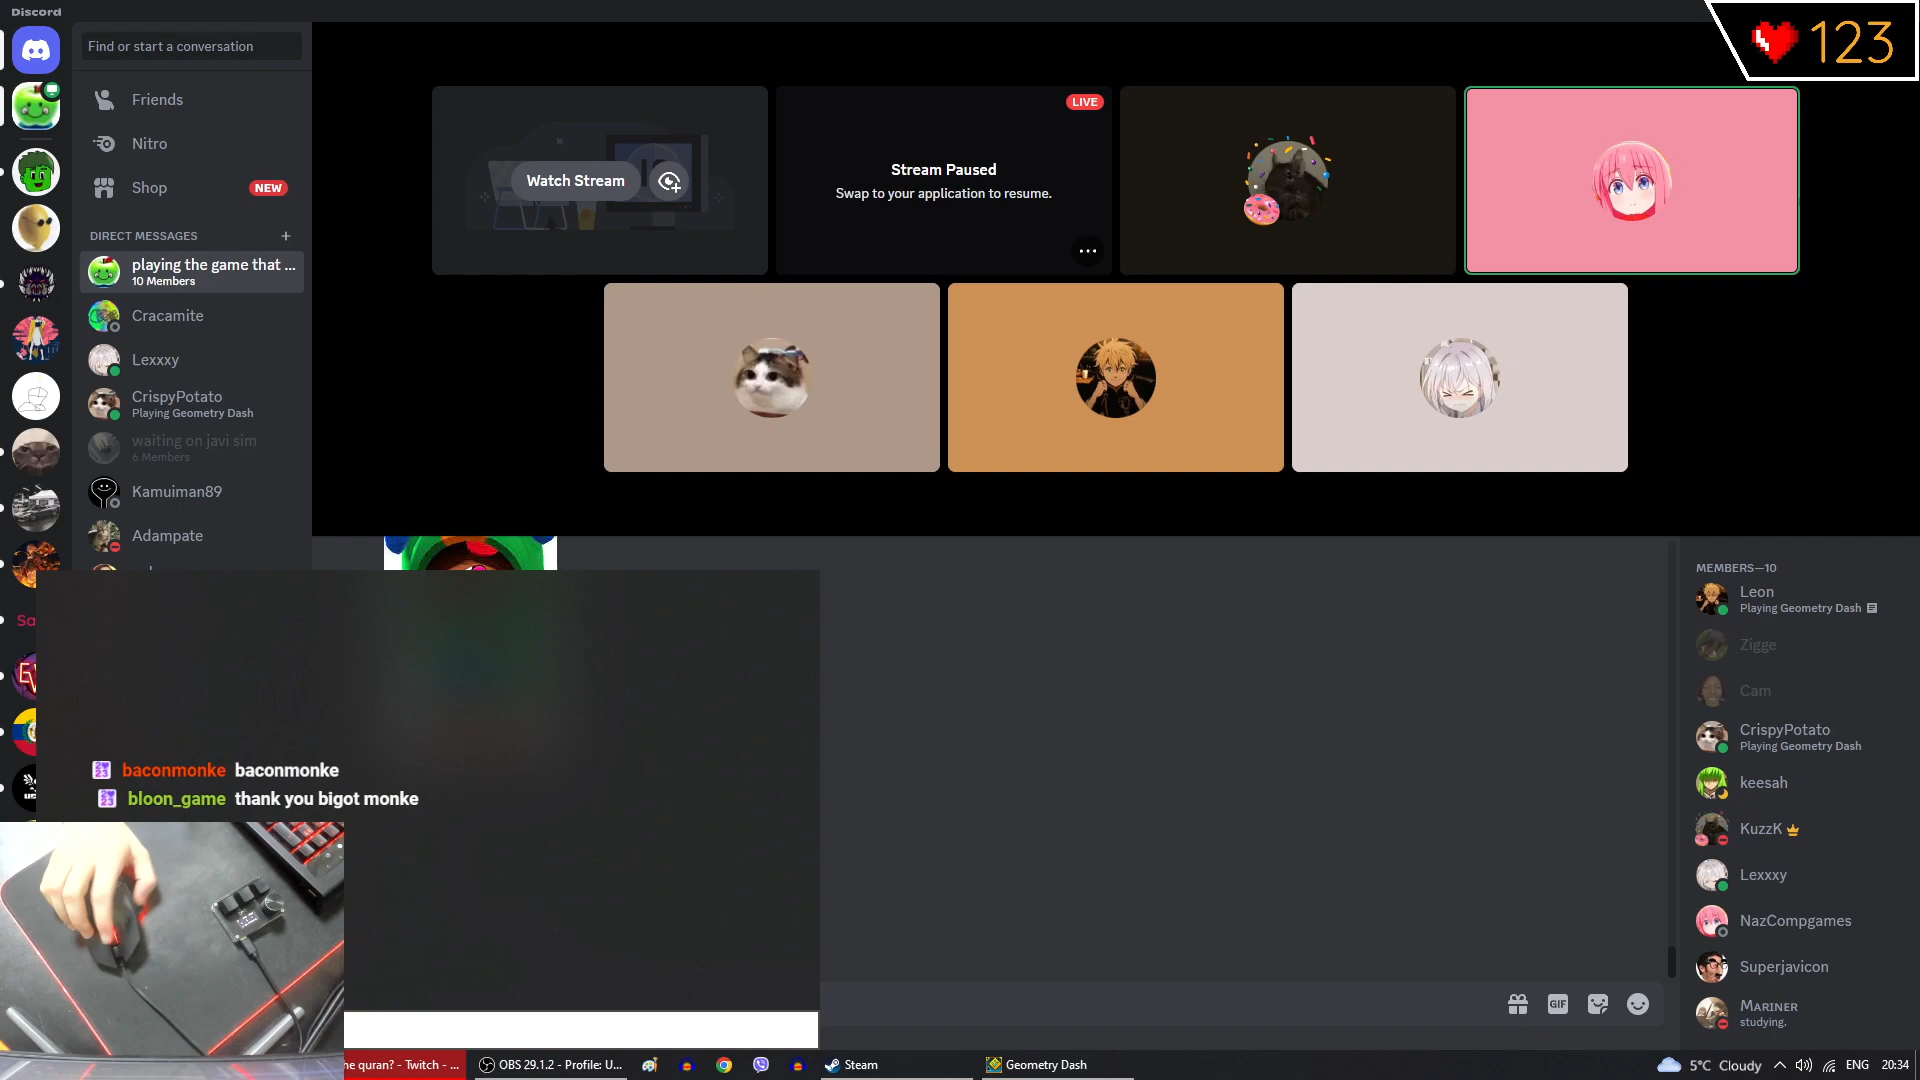 Discord
Find or start a conversation
Friends
Nitro
Shop
NEW
DIRECT MESSAGES
playing the game that ...
10 Members
Cracamite
Lexxxy
CrispyPotato
Playing Geometry Dash
waiting on javi sim
6 Members
Kamuiman89
Adampate
123
Watch Stream
LIVE
Stream Paused
Swap to your application to resume.
MEMBERS—10
Leon
Playing Geometry Dash
Zigge
Cam
CrispyPotato
Playing Geometry Dash
keesah
KuzzK
Lexxxy
NazCompgames
Superjavicon
MARINER
studying.
baconmonke baconmonke
bloon_game thank you bigot monke
GIF
ne quran? - Twitch - ...
OBS 29.1.2 - Profile: U...
Steam
Geometry Dash
5°C Cloudy
ENG
20:34